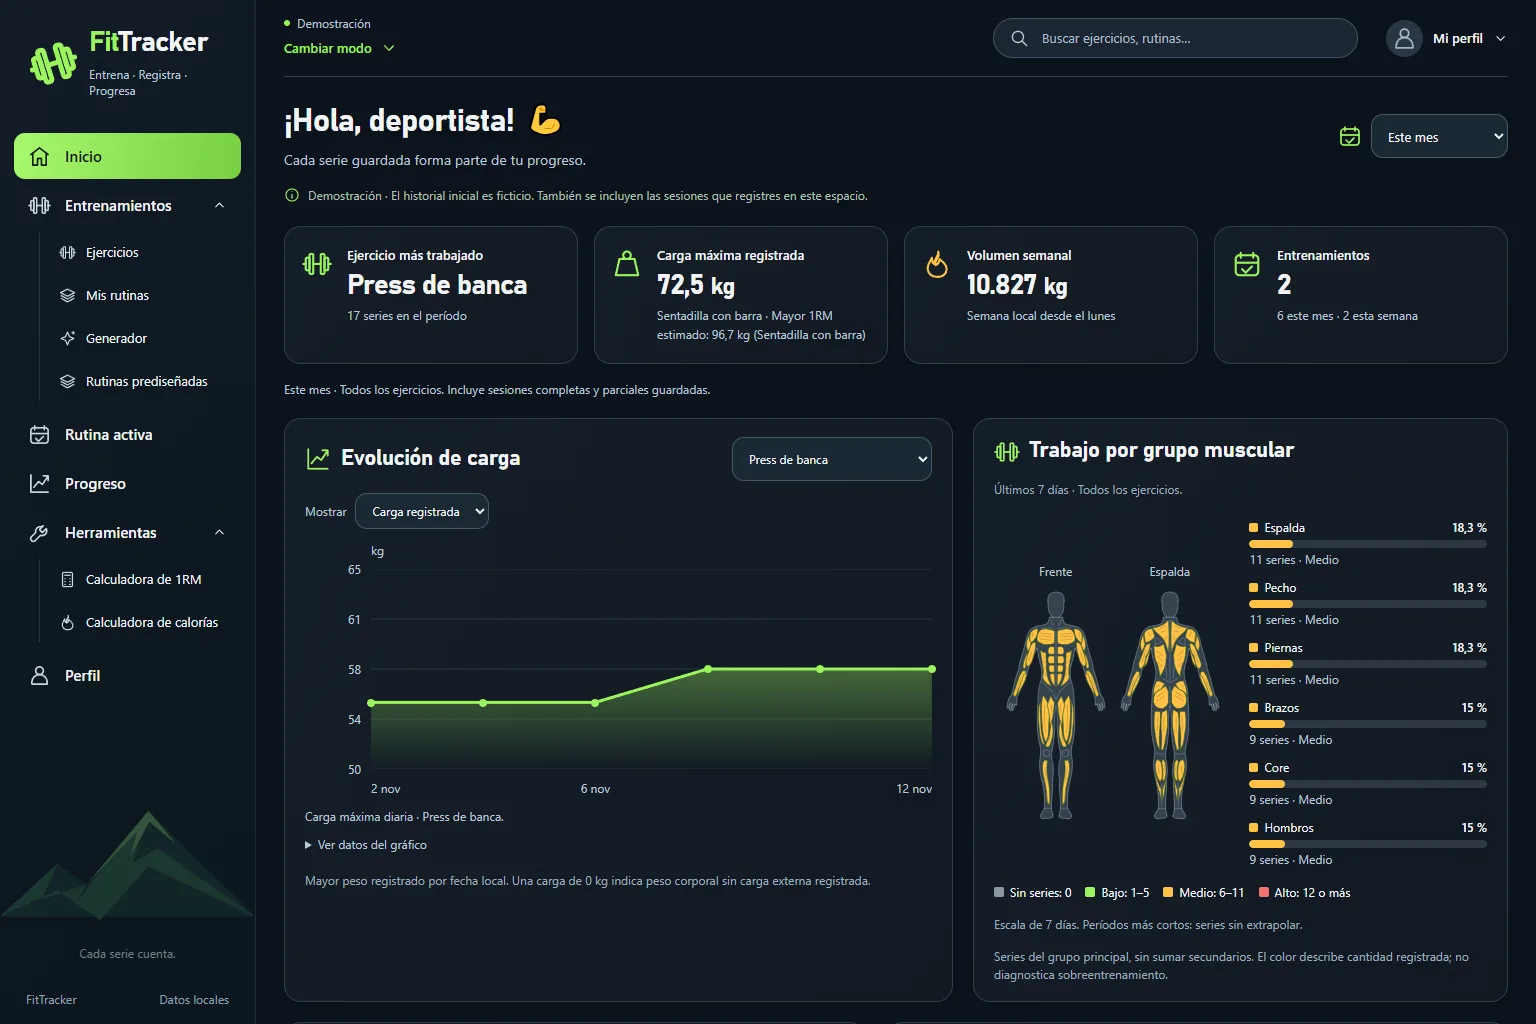 FitTracker
Entrena · Registra ·
Progresa
Inicio
Entrenamientos
Ejercicios
Mis rutinas
Generador
Rutinas prediseñadas
Rutina activa
Progreso
Herramientas
Calculadora de 1RM
Calculadora de calorías
Perfil
Cada serie cuenta.
FitTracker
Datos locales
Demostración
Cambiar modo
Buscar ejercicios, rutinas...
Mi perfil
¡Hola, deportista!
Cada serie guardada forma parte de tu progreso.
Este mes
Demostración · El historial inicial es ficticio. También se incluyen las sesiones que registres en este espacio.
Ejercicio más trabajado
Press de banca
17 series en el período
Carga máxima registrada
72,5 kg
Sentadilla con barra · Mayor 1RM
estimado: 96,7 kg (Sentadilla con barra)
Volumen semanal
10.827 kg
Semana local desde el lunes
Entrenamientos
2
6 este mes · 2 esta semana
Este mes · Todos los ejercicios. Incluye sesiones completas y parciales guardadas.
Evolución de carga
Press de banca
Mostrar
Carga registrada
kg
65
61
58
54
50
2 nov
6 nov
12 nov
Carga máxima diaria · Press de banca.
Ver datos del gráfico
Mayor peso registrado por fecha local. Una carga de 0 kg indica peso corporal sin carga externa registrada.
Trabajo por grupo muscular
Últimos 7 días · Todos los ejercicios.
Frente
Espalda
Espalda 18,3 %
11 series · Medio
Pecho 18,3 %
11 series · Medio
Piernas 18,3 %
11 series · Medio
Brazos 15 %
9 series · Medio
Core 15 %
9 series · Medio
Hombros 15 %
9 series · Medio
Sin series: 0 Bajo: 1–5 Medio: 6–11 Alto: 12 o más
Escala de 7 días. Períodos más cortos: series sin extrapolar.
Series del grupo principal, sin sumar secundarios. El color describe cantidad registrada; no
diagnostica sobreentrenamiento.